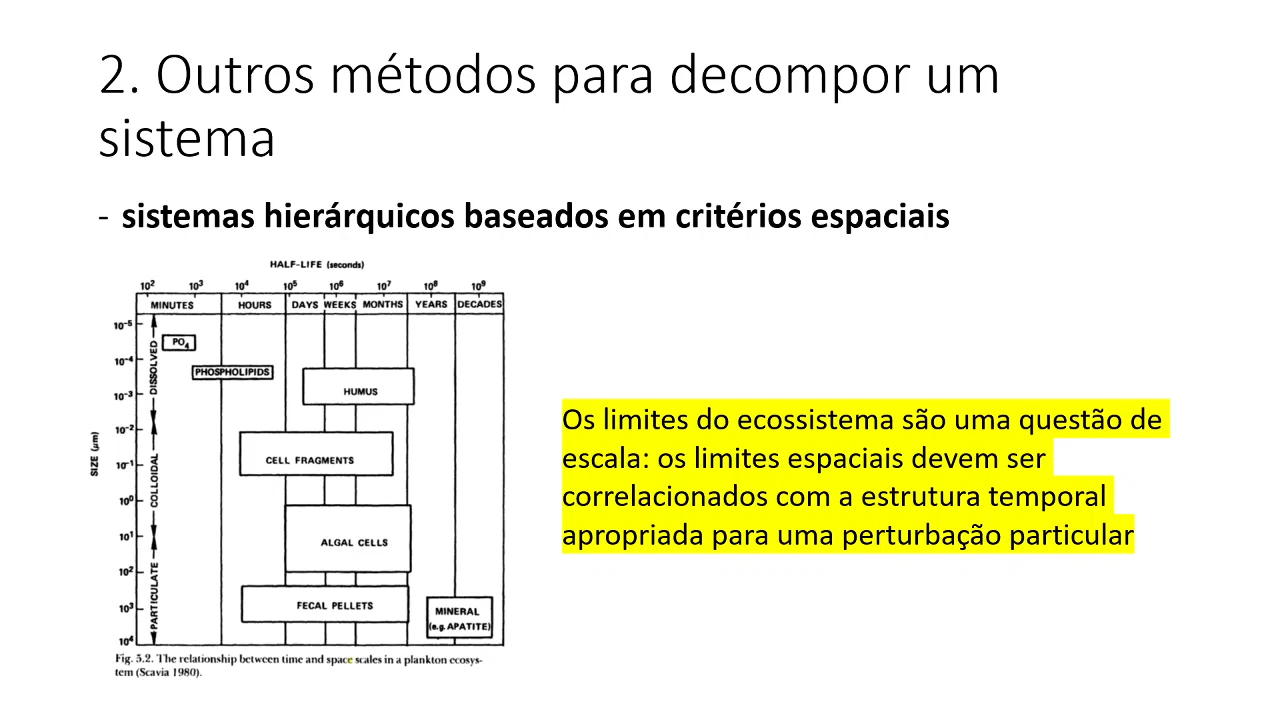 2. Outros métodos para decompor um
sistema
- sistemas hierárquicos baseados em critérios espaciais
HALF-LIFE (seconds)
10² 10³ 10⁴ 10⁵ 10⁶ 10⁷ 10⁸ 10⁹
MINUTES HOURS DAYS WEEKS MONTHS YEARS DECADES
SIZE (μm)
10⁻⁵
10⁻⁴
10⁻³
10⁻²
10⁻¹
10⁰
10¹
10²
10³
10⁴
DISSOLVED
COLLOIDAL
PARTICULATE
PO₄
PHOSPHOLIPIDS
HUMUS
CELL FRAGMENTS
ALGAL CELLS
FECAL PELLETS
MINERAL
(e.g. APATITE)
Fig. 5.2. The relationship between time and space scales in a plankton ecosys-
tem (Scavia 1980).
Os limites do ecossistema são uma questão de
escala: os limites espaciais devem ser
correlacionados com a estrutura temporal
apropriada para uma perturbação particular